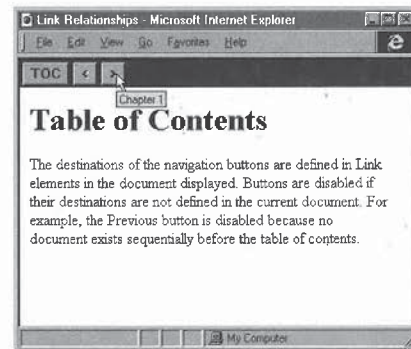 Link Relationships - Microsoft Internet Explorer
File Edit View Go Favorites Help
TOC < >
Chapter 1
Table of Contents
The destinations of the navigation buttons are defined in Link
elements in the document displayed. Buttons are disabled if
their destinations are not defined in the current document. For
example, the Previous button is disabled because no
document exists sequentially before the table of contents.
My Computer